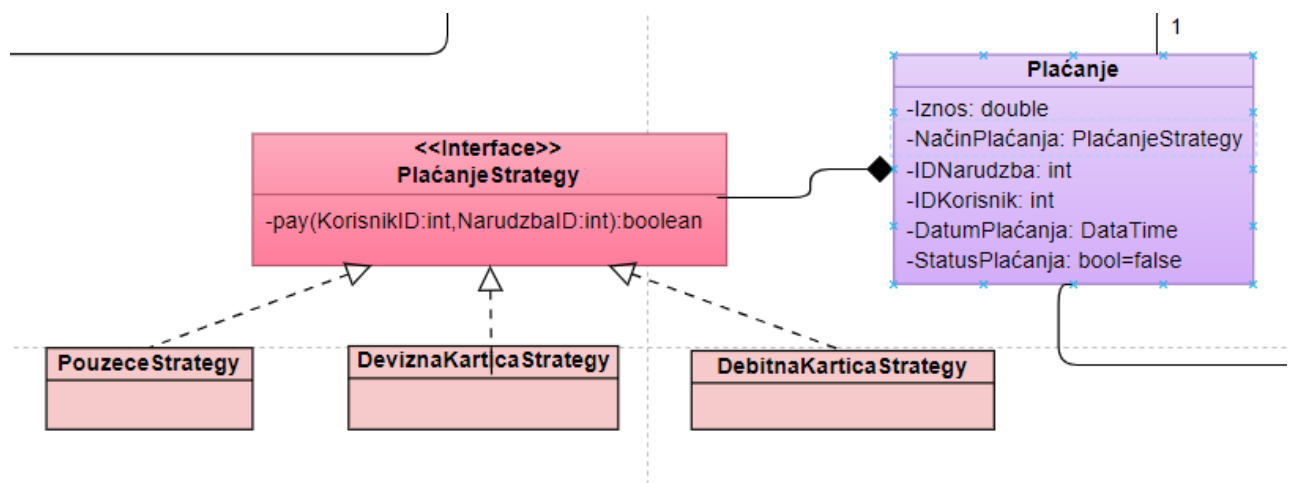 1
Plaćanje
-Iznos: double
-NačinPlaćanja: PlaćanjeStrategy
-IDNarudzba: int
-IDKorisnik: int
-DatumPlaćanja: DataTime
-StatusPlaćanja: bool=false
<<Interface>>
PlaćanjeStrategy
-pay(KorisnikID:int,NarudzbaID:int):boolean
PouzeceStrategy
DeviznaKarticaStrategy
DebitnaKarticaStrategy